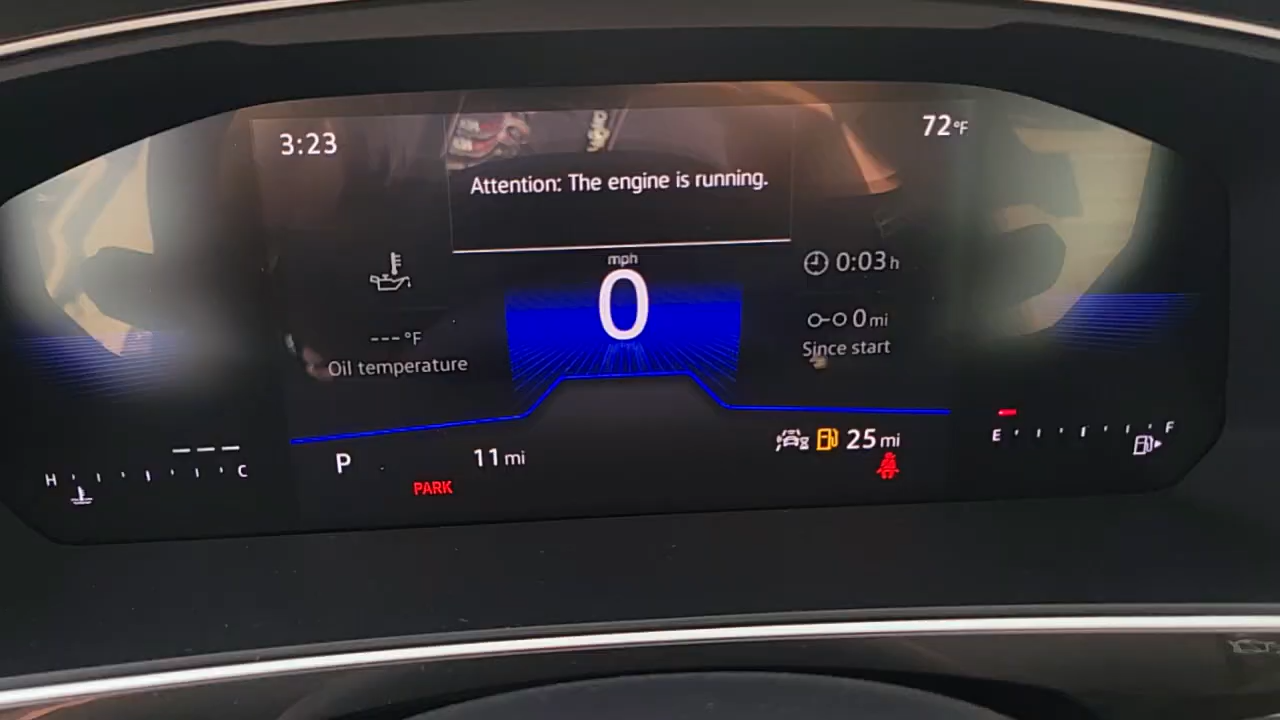 3:23
72°F
Attention: The engine is running.
mph
0
0:03 h
0 mi
Since start
---°F
Oil temperature
H C
P
11 mi
PARK
25 mi
E F